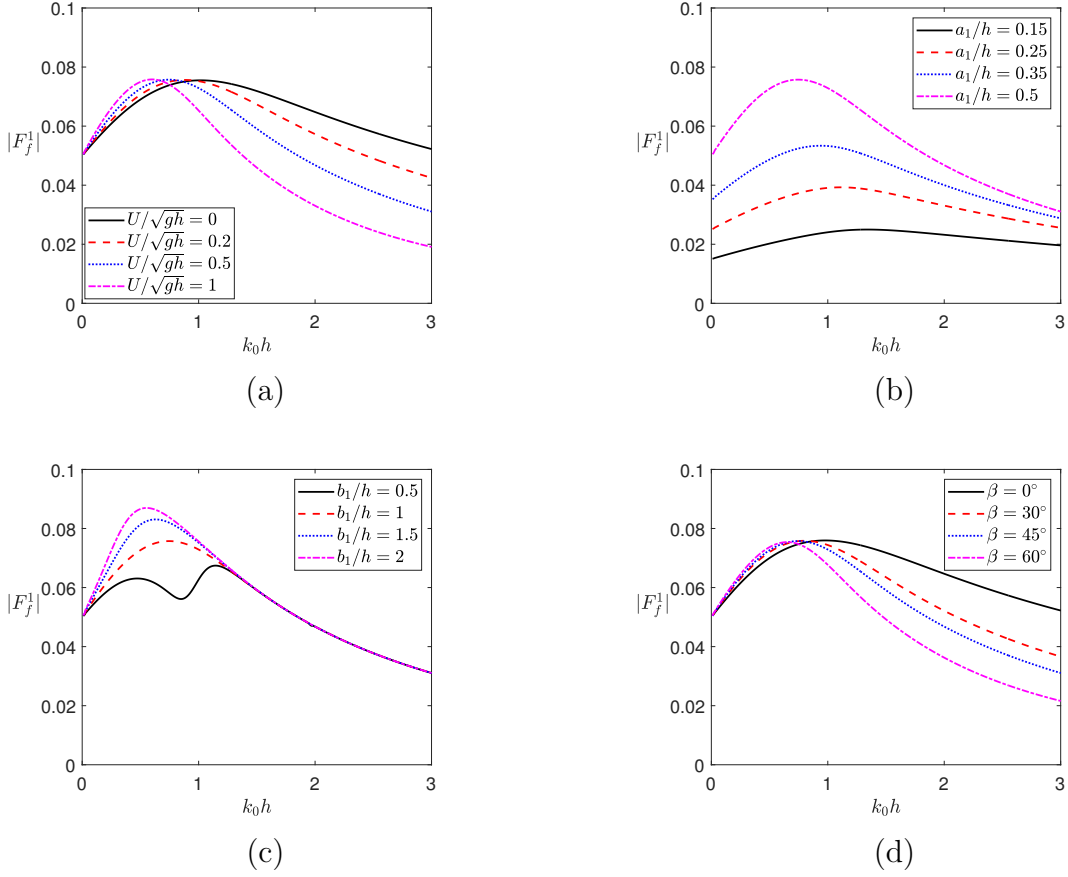 0.1
0.08
0.06
0.04
0.02
0
|F_f^1|
U/√gh = 0
U/√gh = 0.2
U/√gh = 0.5
U/√gh = 1
0 1 2 3
k_0h
(a)
0.1
0.08
0.06
0.04
0.02
0
|F_f^1|
a_1/h = 0.15
a_1/h = 0.25
a_1/h = 0.35
a_1/h = 0.5
0 1 2 3
k_0h
(b)
0.1
0.08
0.06
0.04
0.02
0
|F_f^1|
b_1/h = 0.5
b_1/h = 1
b_1/h = 1.5
b_1/h = 2
0 1 2 3
k_0h
(c)
0.1
0.08
0.06
0.04
0.02
0
|F_f^1|
β = 0°
β = 30°
β = 45°
β = 60°
0 1 2 3
k_0h
(d)